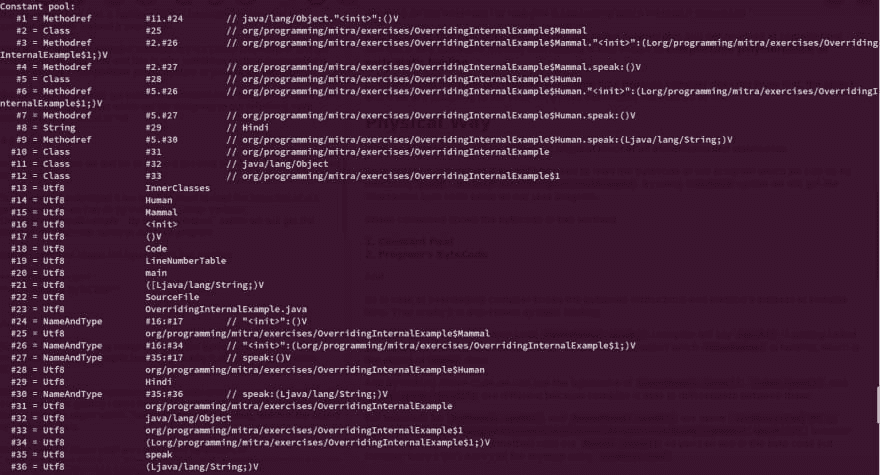 Constant pool:
#1 = Methodref #11.#24 // java/lang/Object."<init>":()V
#2 = Class #25 // org/programming/mitra/exercises/OverridingInternalExample$Mammal
#3 = Methodref #2.#26 // org/programming/mitra/exercises/OverridingInternalExample$Mammal."<init>":(Lorg/programming/mitra/exercises/Overriding
InternalExample$1;)V
#4 = Methodref #2.#27 // org/programming/mitra/exercises/OverridingInternalExample$Mammal.speak:()V
#5 = Class #28 // org/programming/mitra/exercises/OverridingInternalExample$Human
#6 = Methodref #5.#26 // org/programming/mitra/exercises/OverridingInternalExample$Human."<init>":(Lorg/programming/mitra/exercises/OverridingI
nternalExample$1;)V
#7 = Methodref #5.#27 // org/programming/mitra/exercises/OverridingInternalExample$Human.speak:()V
#8 = String #29 // Hindi
#9 = Methodref #5.#30 // org/programming/mitra/exercises/OverridingInternalExample$Human.speak:(Ljava/lang/String;)V
#10 = Class #31 // org/programming/mitra/exercises/OverridingInternalExample
#11 = Class #32 // java/lang/Object
#12 = Class #33 // org/programming/mitra/exercises/OverridingInternalExample$1
#13 = Utf8 InnerClasses
#14 = Utf8 Human
#15 = Utf8 Mammal
#16 = Utf8 <init>
#17 = Utf8 ()V
#18 = Utf8 Code
#19 = Utf8 LineNumberTable
#20 = Utf8 main
#21 = Utf8 ([Ljava/lang/String;)V
#22 = Utf8 SourceFile
#23 = Utf8 OverridingInternalExample.java
#24 = NameAndType #16:#17 // "<init>":()V
#25 = Utf8 org/programming/mitra/exercises/OverridingInternalExample$Mammal
#26 = NameAndType #16:#34 // "<init>":(Lorg/programming/mitra/exercises/OverridingInternalExample$1;)V
#27 = NameAndType #35:#17 // speak:()V
#28 = Utf8 org/programming/mitra/exercises/OverridingInternalExample$Human
#29 = Utf8 Hindi
#30 = NameAndType #35:#36 // speak:(Ljava/lang/String;)V
#31 = Utf8 org/programming/mitra/exercises/OverridingInternalExample
#32 = Utf8 java/lang/Object
#33 = Utf8 org/programming/mitra/exercises/OverridingInternalExample$1
#34 = Utf8 (Lorg/programming/mitra/exercises/OverridingInternalExample$1;)V
#35 = Utf8 speak
#36 = Utf8 (Ljava/lang/String;)V
Physical Way
1. Constant Pool
2. Program's ByteCode